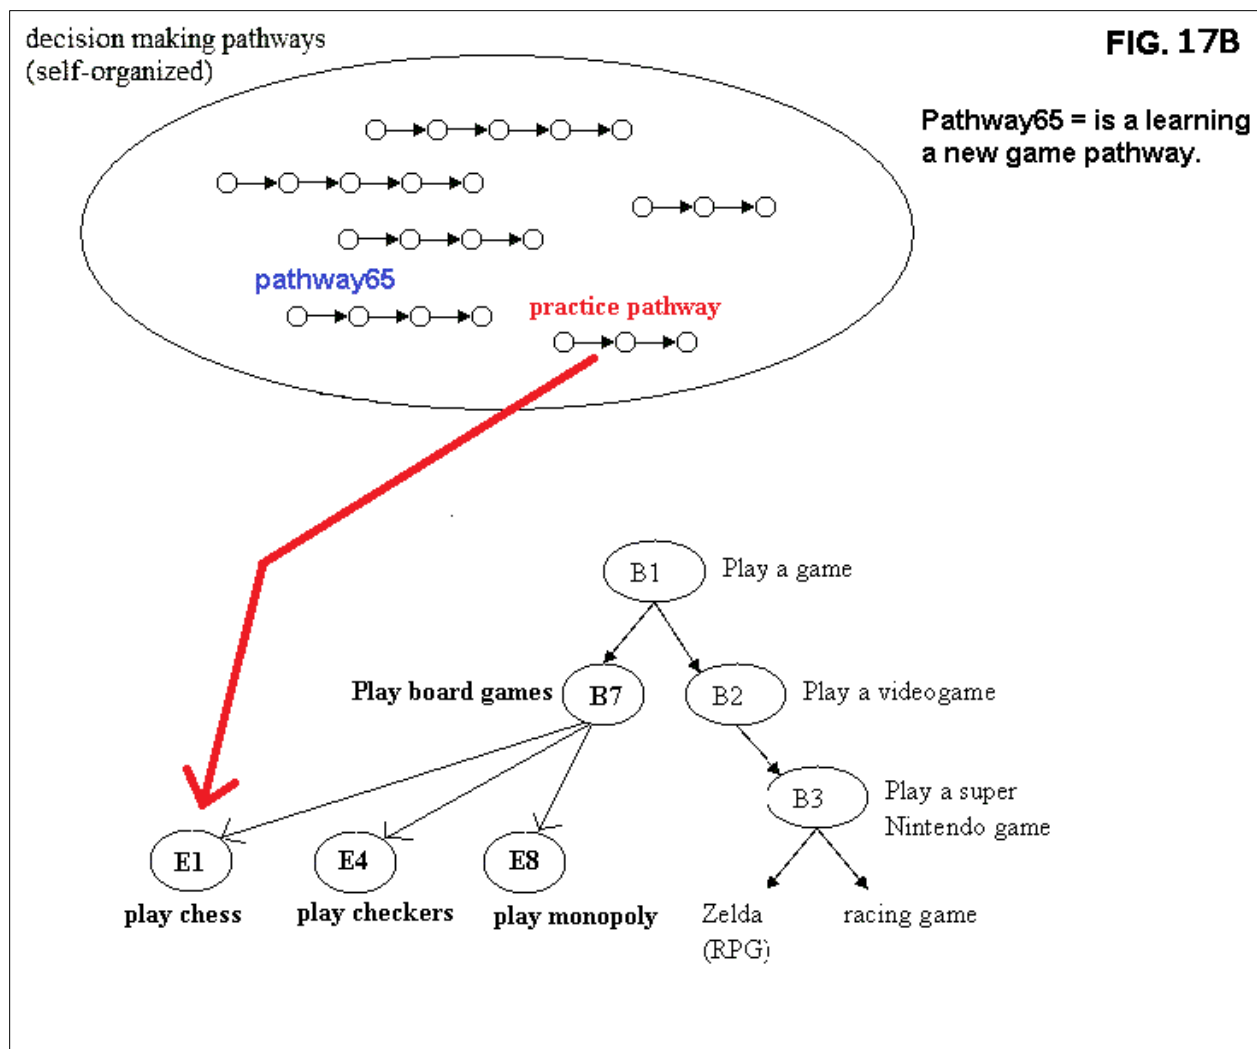 decision making pathways
(self-organized)
FIG. 17B
Pathway65 = is a learning
a new game pathway.
pathway65
practice pathway
B1
Play a game
Play board games
B7
B2
Play a videogame
B3
Play a super
Nintendo game
E1
E4
E8
play chess
play checkers
play monopoly
Zelda
(RPG)
racing game